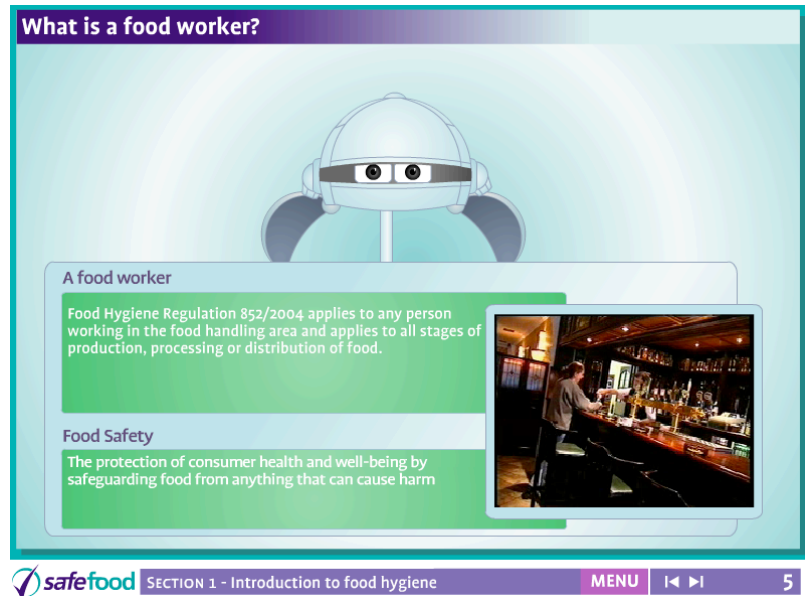 What is a food worker?
A food worker
Food Hygiene Regulation 852/2004 applies to any person
working in the food handling area and applies to all stages of
production, processing or distribution of food.
Food Safety
The protection of consumer health and well-being by
safeguarding food from anything that can cause harm
safefood SECTION 1 - Introduction to food hygiene MENU 5